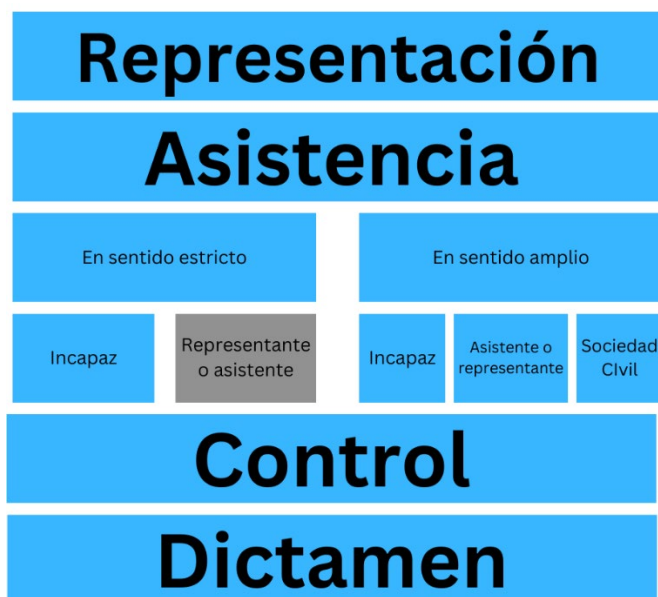 Representación
Asistencia
En sentido estricto
En sentido amplio
Incapaz
Representante
o asistente
Incapaz
Asistente o
representante
Sociedad
CIvil
Control
Dictamen